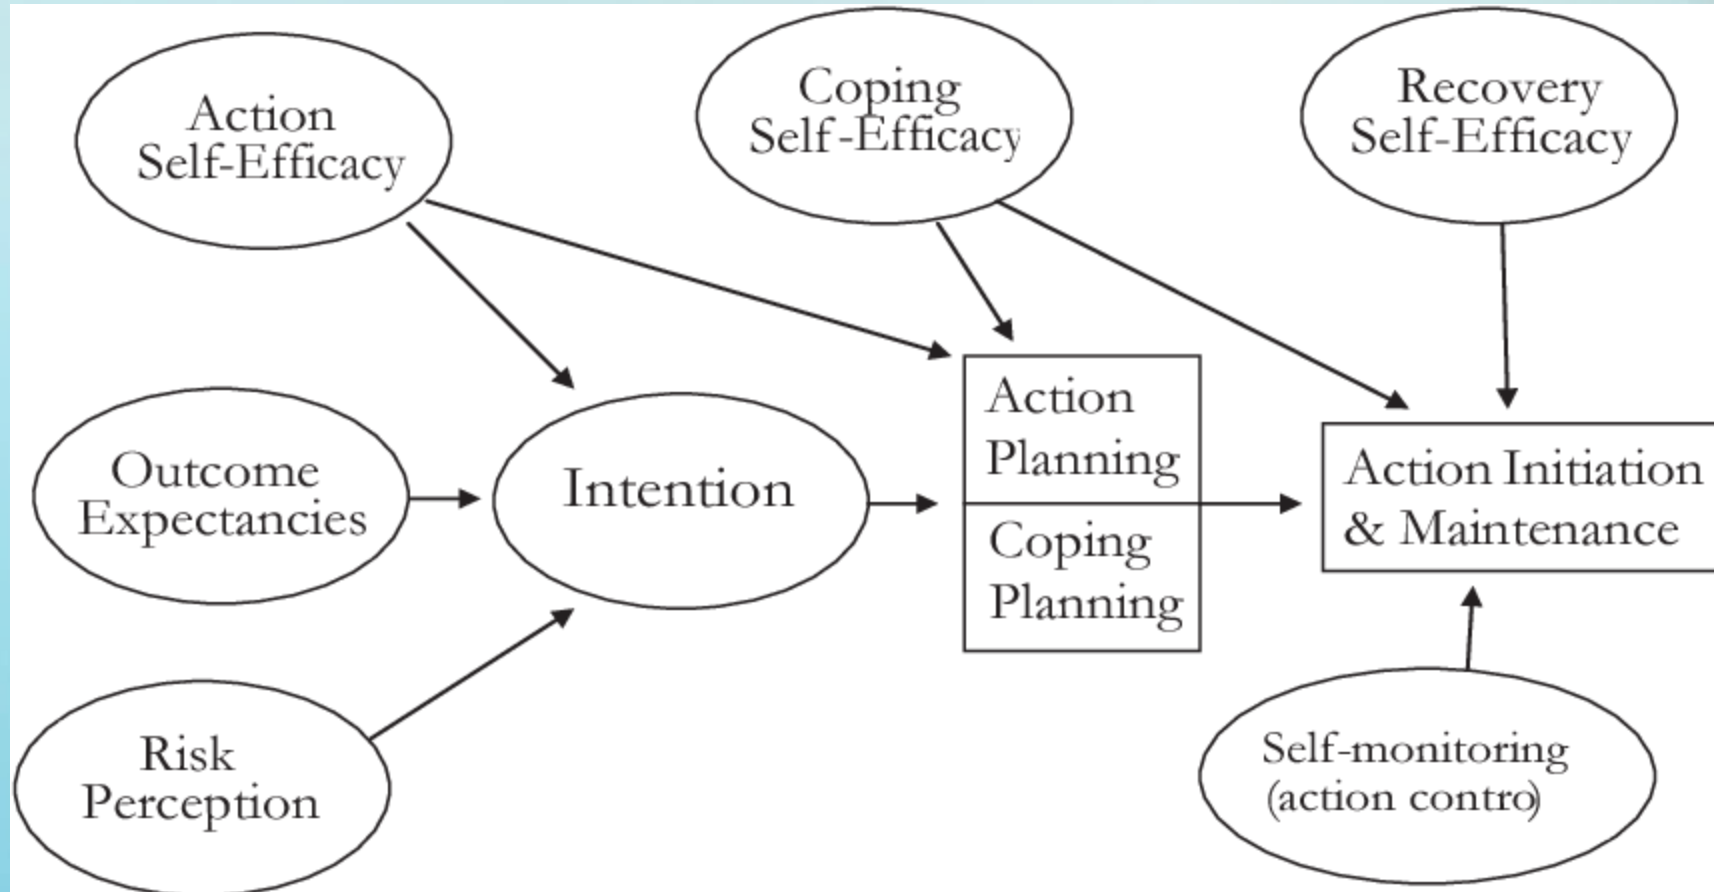 Action
Self-Efficacy
Coping
Self-Efficacy
Recovery
Self-Efficacy
Outcome
Expectancies
Intention
Action
Planning
Coping
Planning
Action Initiation
& Maintenance
Risk
Perception
Self-monitoring
(action contro)